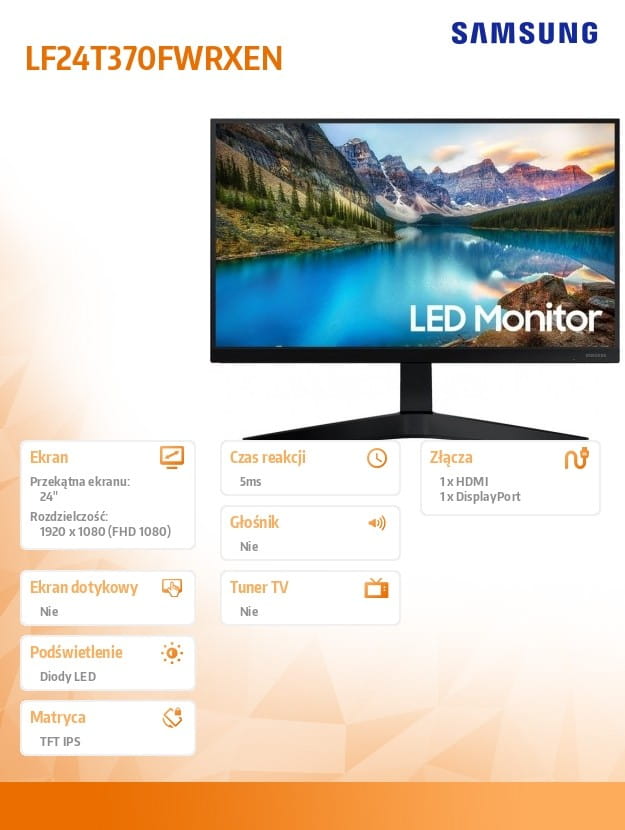 SAMSUNG
LF24T370FWRXEN
LED Monitor
SAMSUNG
Ekran
Przekątna ekranu:
24"
Rozdzielczość:
1920 x 1080 (FHD 1080)
Ekran dotykowy
Nie
Podświetlenie
Diody LED
Matryca
TFT IPS
Czas reakcji
5ms
Głośnik
Nie
Tuner TV
Nie
Złącza
1 x HDMI
1 x DisplayPort